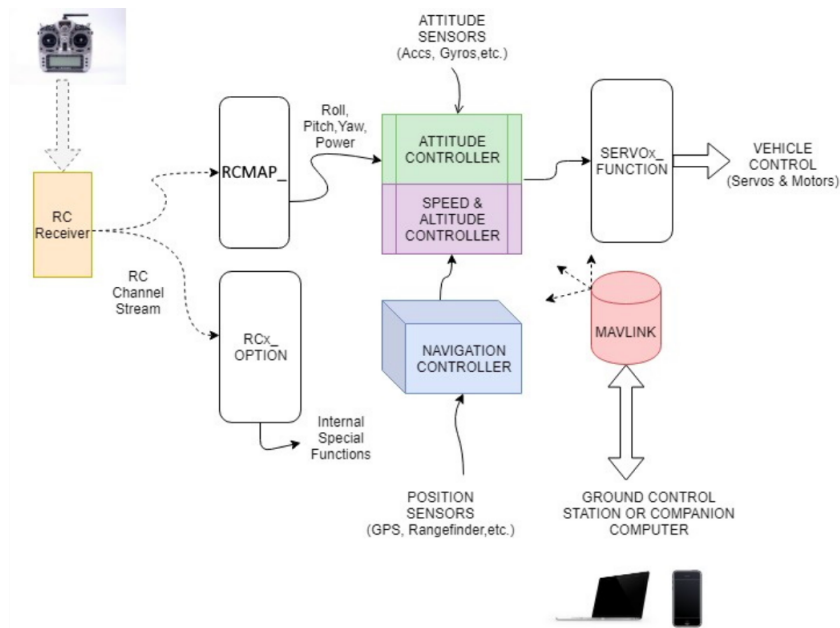 ATTITUDE
SENSORS
(Accs, Gyros,etc.)
Roll,
Pitch,Yaw,
Power
RCMAP_
ATTITUDE
CONTROLLER
SERVOx_
FUNCTION
VEHICLE
CONTROL
(Servos & Motors)
RC
Receiver
SPEED &
ALTITUDE
CONTROLLER
RC
Channel
Stream
RCx_
OPTION
NAVIGATION
CONTROLLER
MAVLINK
Internal
Special
Functions
POSITION
SENSORS
(GPS, Rangefinder,etc.)
GROUND CONTROL
STATION OR COMPANION
COMPUTER